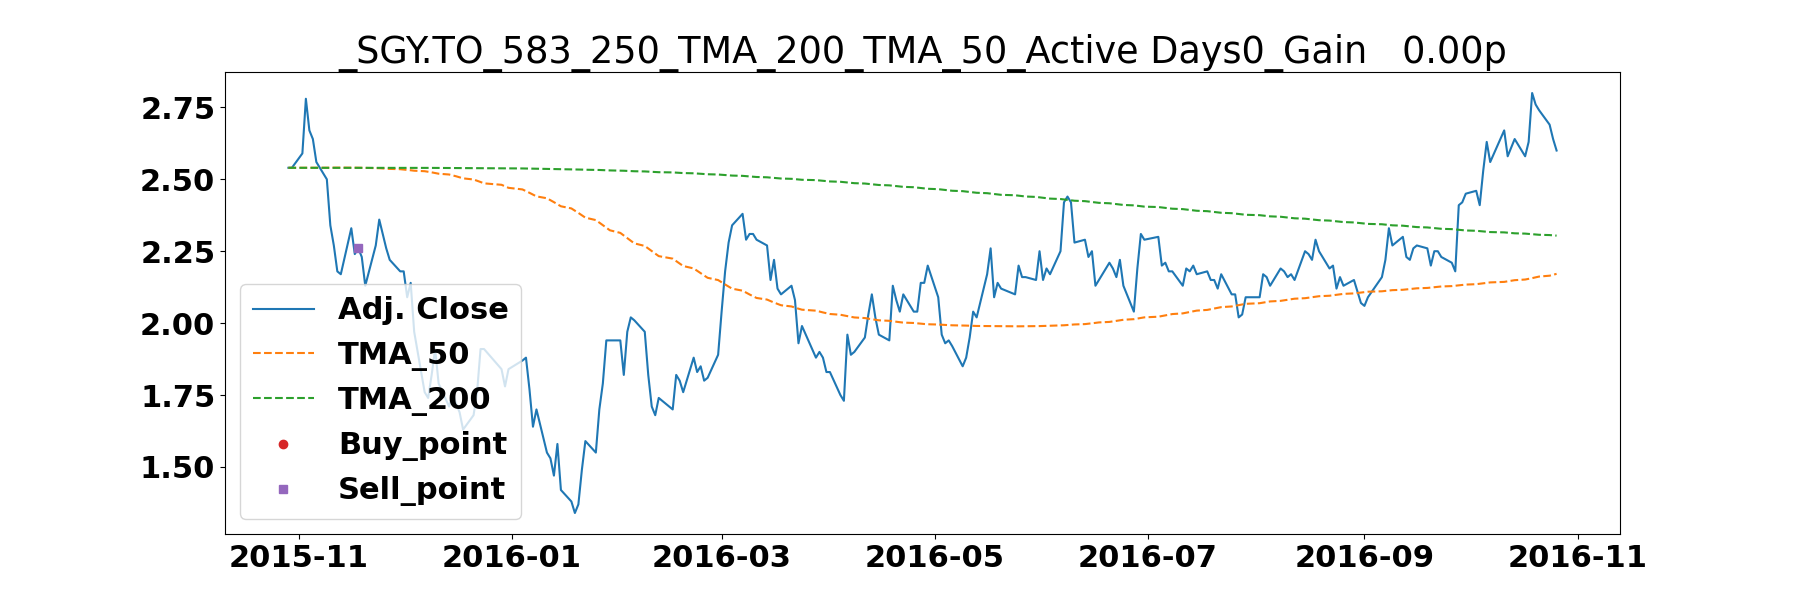 _SGY.TO_583_250_TMA_200_TMA_50_Active Days0_Gain   0.00p
2.75
2.50
2.25
2.00
1.75
1.50
Adj. Close
TMA_50
TMA_200
Buy_point
Sell_point
2015-11 2016-01 2016-03 2016-05 2016-07 2016-09 2016-11